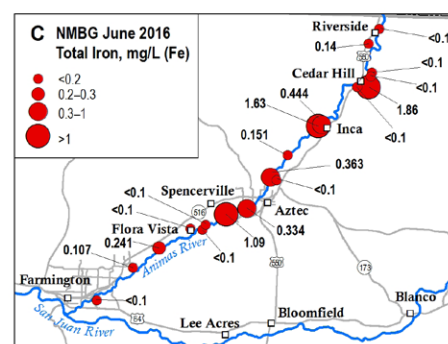 C NMBG June 2016
Total Iron, mg/L (Fe)
<0.2
0.2–0.3
0.3–1
>1
Riverside
<0.1
0.14
550
<0.1
Cedar Hill
<0.1
0.444
1.86
1.63
<0.1
Inca
0.151
0.363
<0.1
<0.1
Spencerville
<0.1
516
Aztec
Flora Vista
0.334
0.241
1.09
<0.1
0.107
Animas River
550
173
Farmington
<0.1
Blanco
San Juan River
64
Bloomfield
Lee Acres